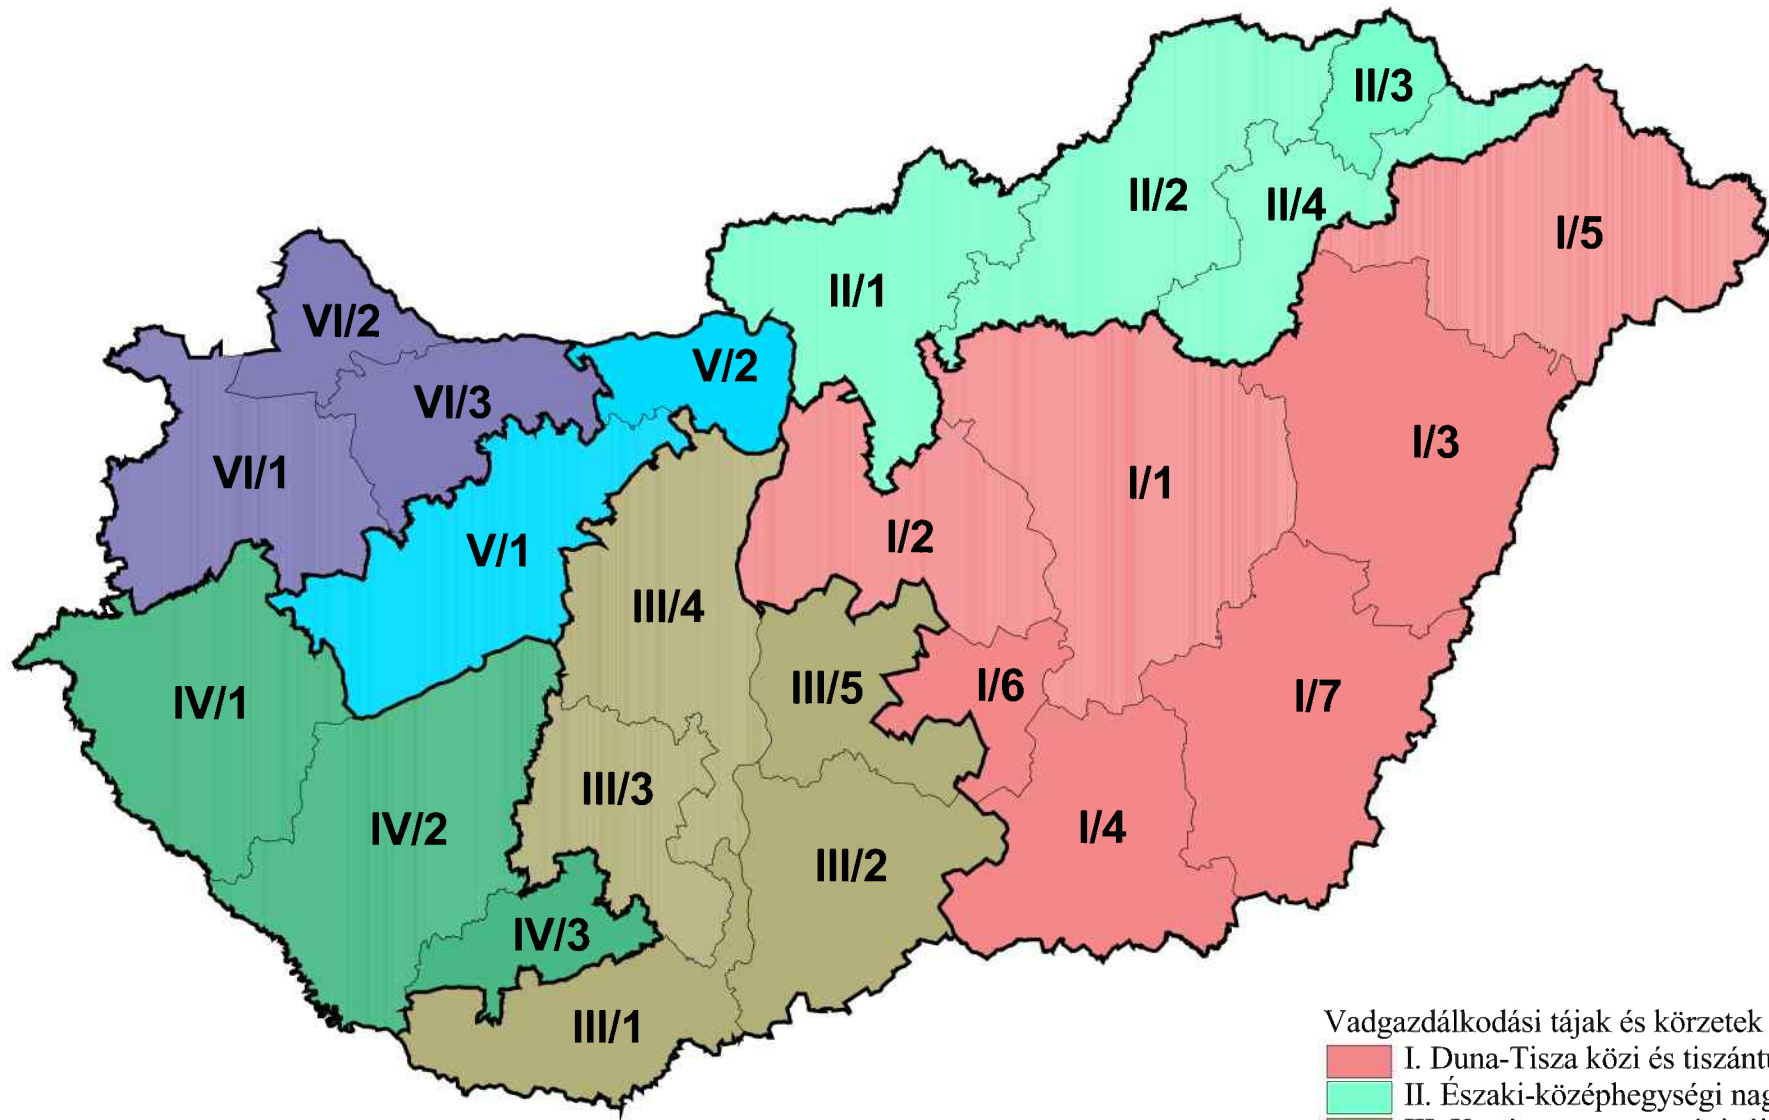 II/3
II/2
II/4
I/5
II/1
VI/2
V/2
VI/3
I/3
VI/1
I/1
I/2
V/1
III/4
III/5
I/6
I/7
IV/1
III/3
IV/2
I/4
III/2
IV/3
III/1
Vadgazdálkodási tájak és körzetek
I. Duna-Tisza közi és tiszántú
II. Északi-középhegységi nag